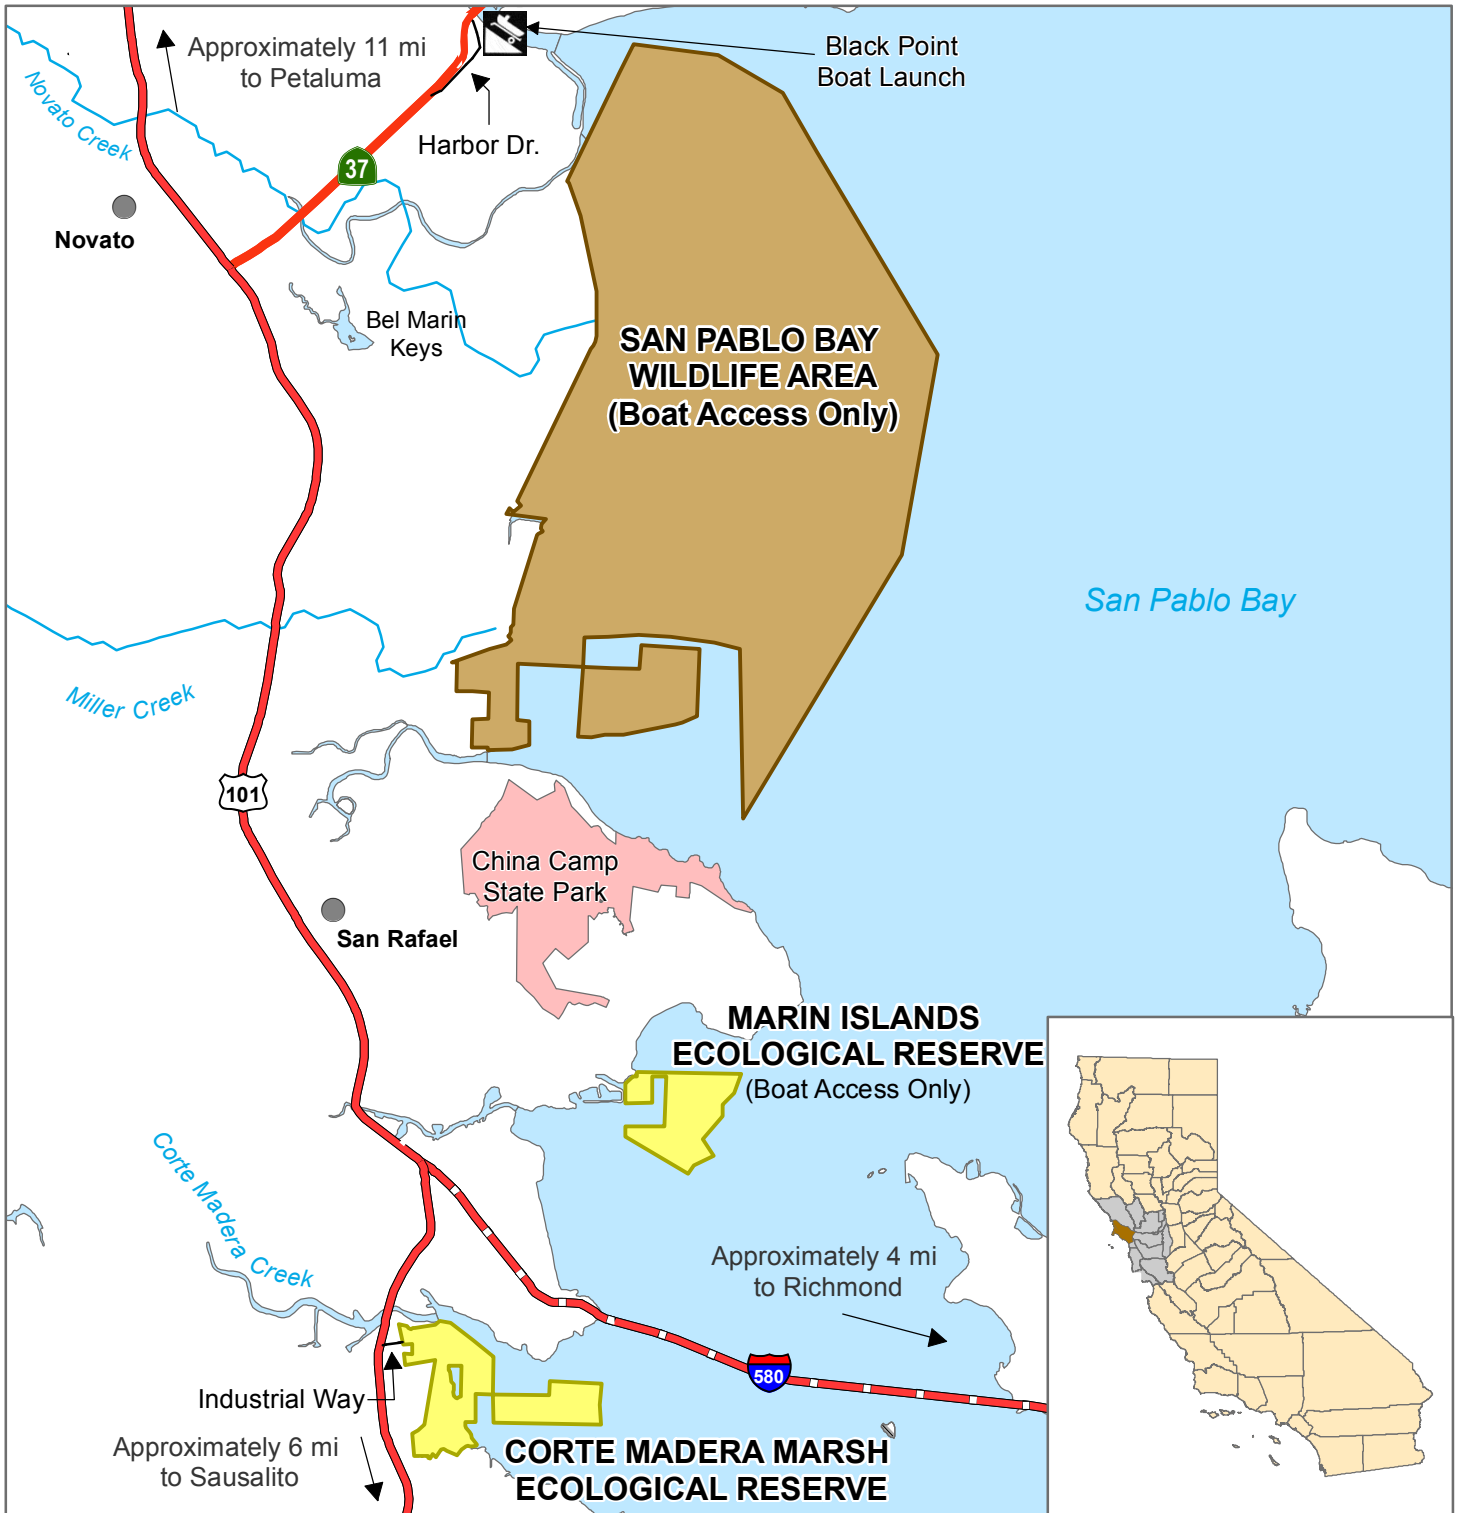 Approximately 11 mi
to Petaluma
Black Point
Boat Launch
Novato Creek
Harbor Dr.
37
Novato
Bel Marin
Keys
SAN PABLO BAY
WILDLIFE AREA
(Boat Access Only)
San Pablo Bay
Miller Creek
101
China Camp
State Park
San Rafael
MARIN ISLANDS
ECOLOGICAL RESERVE
(Boat Access Only)
Corte Madera Creek
Approximately 4 mi
to Richmond
580
Industrial Way
Approximately 6 mi
to Sausalito
CORTE MADERA MARSH
ECOLOGICAL RESERVE